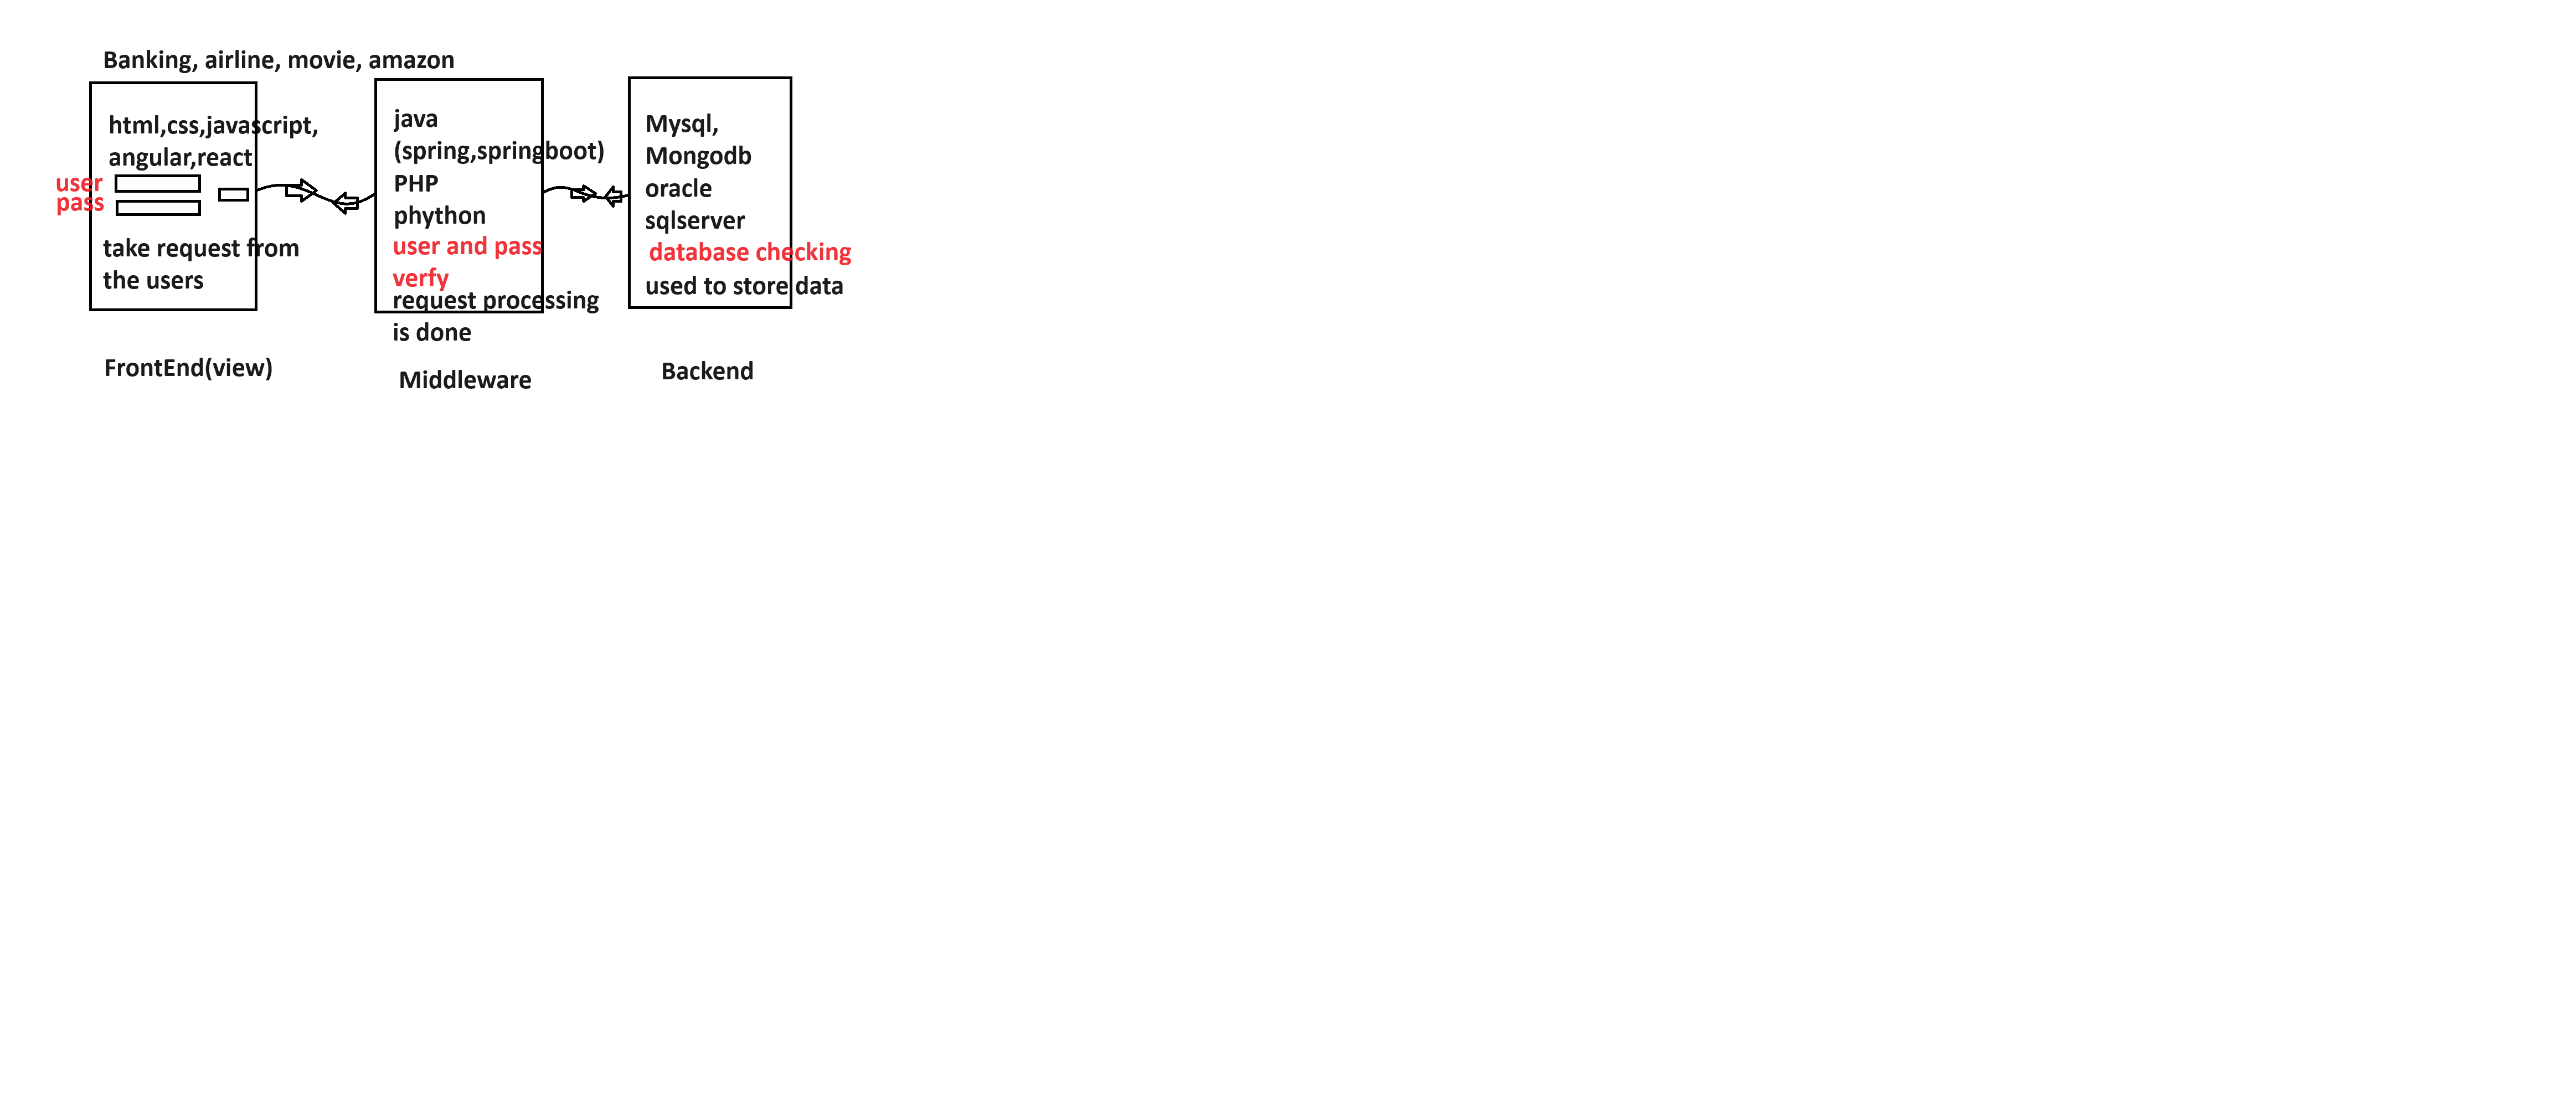 Banking, airline, movie, amazon
html,css,javascript,
angular,react
user
pass
take request from
the users
FrontEnd(view)
java
(spring,springboot)
PHP
phython
user and pass
verfy
request processing
is done
Middleware
Mysql,
Mongodb
oracle
sqlserver
database checking
used to store data
Backend